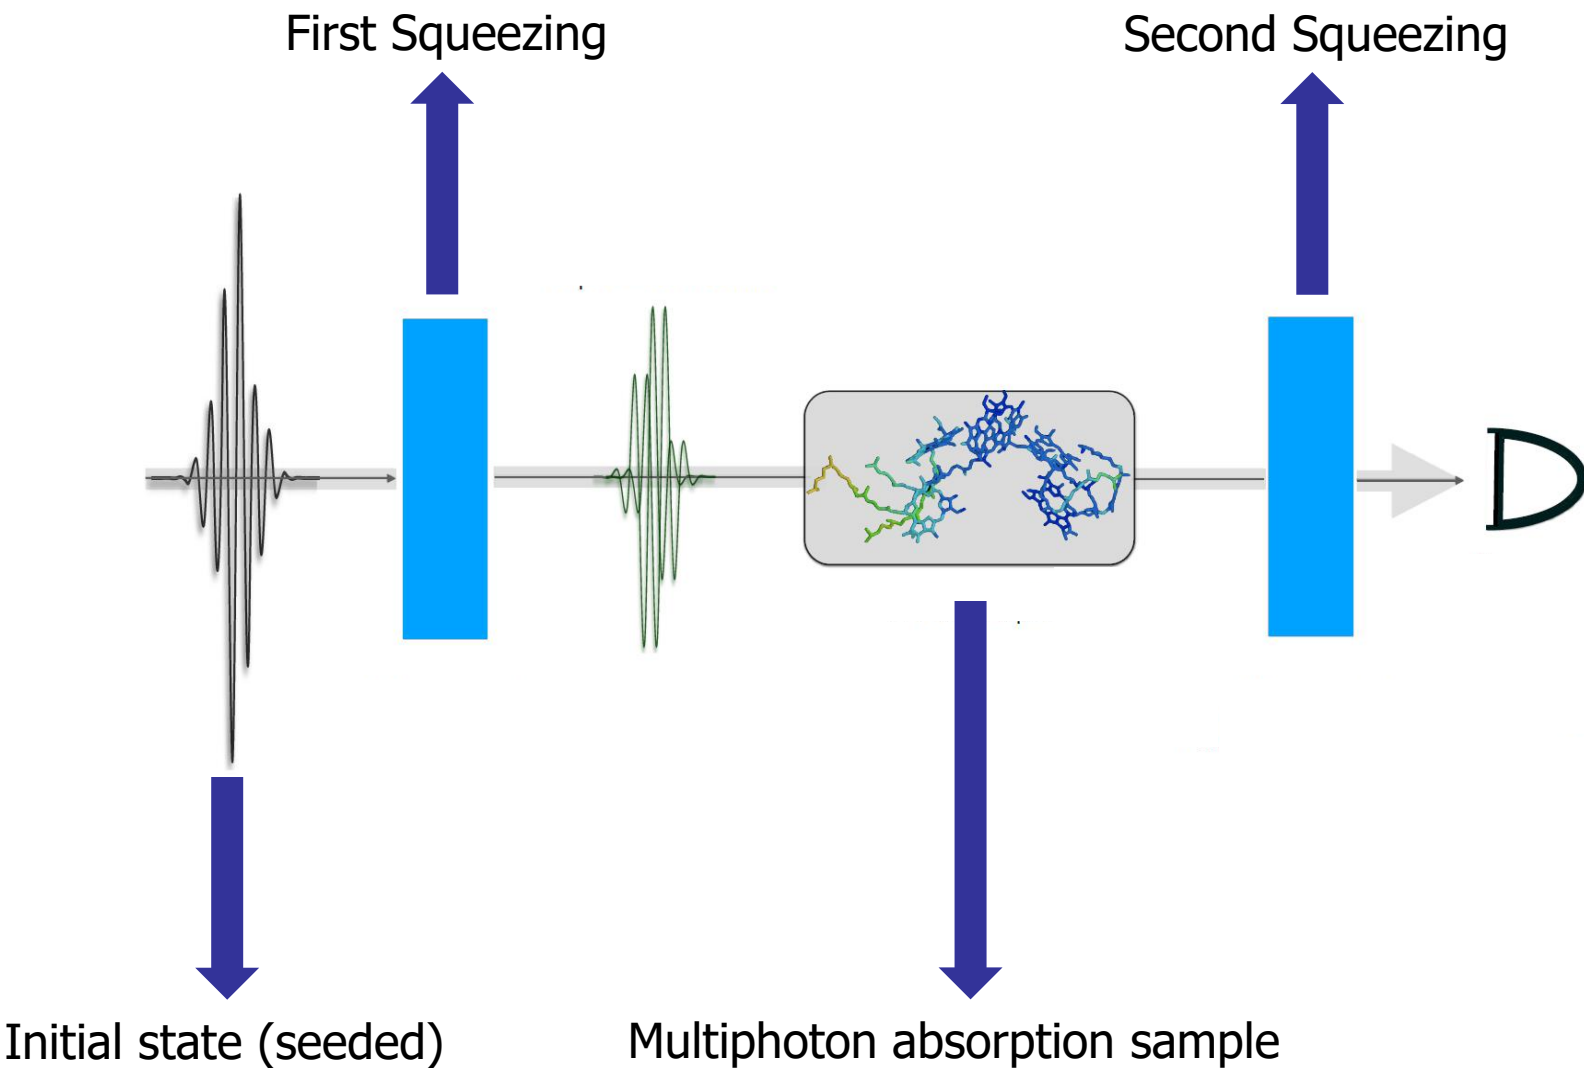 First Squeezing
Second Squeezing
Initial state (seeded)
Multiphoton absorption sample